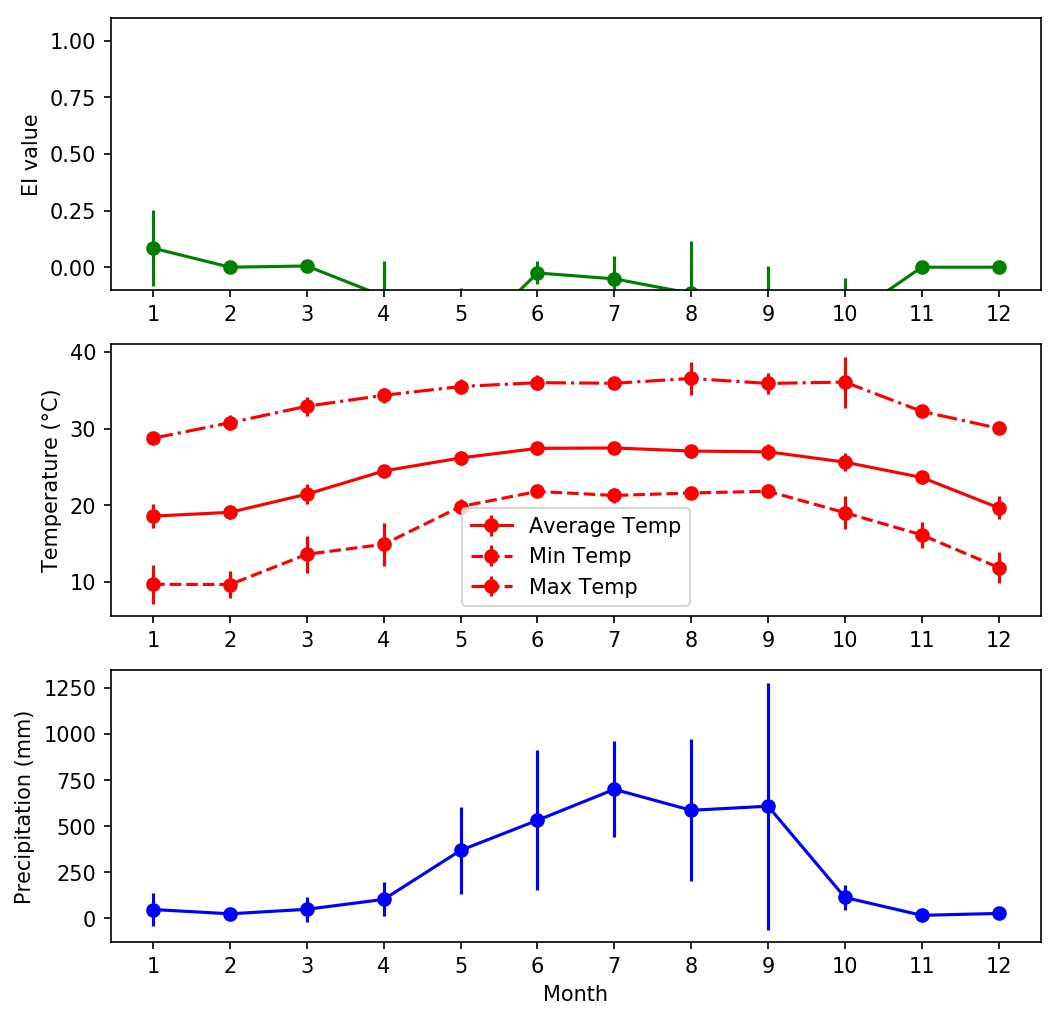 EI value
1.00
0.75
0.50
0.25
0.00
1 2 3 4 5 6 7 8 9 10 11 12
Temperature (°C)
40
30
20
10
Average Temp
Min Temp
Max Temp
1 2 3 4 5 6 7 8 9 10 11 12
Precipitation (mm)
1250
1000
750
500
250
0
1 2 3 4 5 6 7 8 9 10 11 12
Month